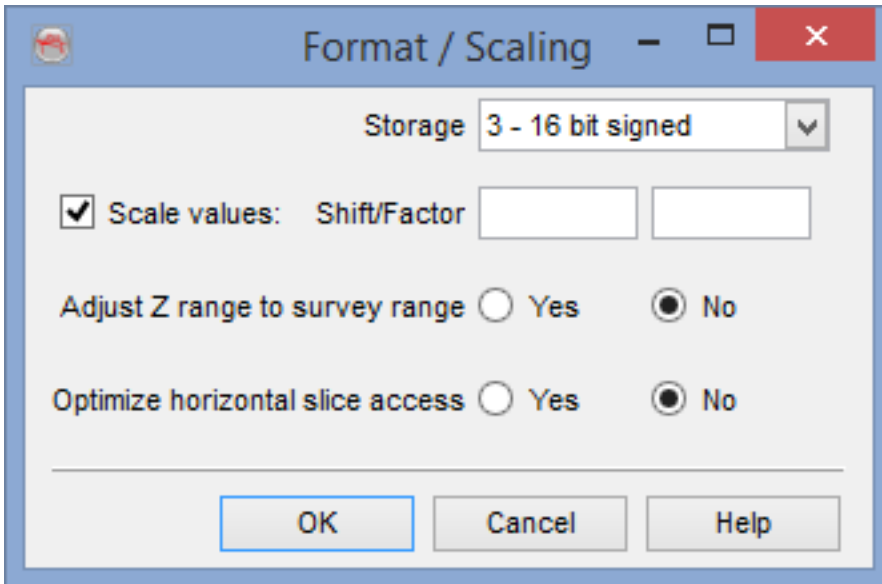 Format / Scaling
Storage 3 - 16 bit signed
Scale values: Shift/Factor
Adjust Z range to survey range Yes No
Optimize horizontal slice access Yes No
OK Cancel Help